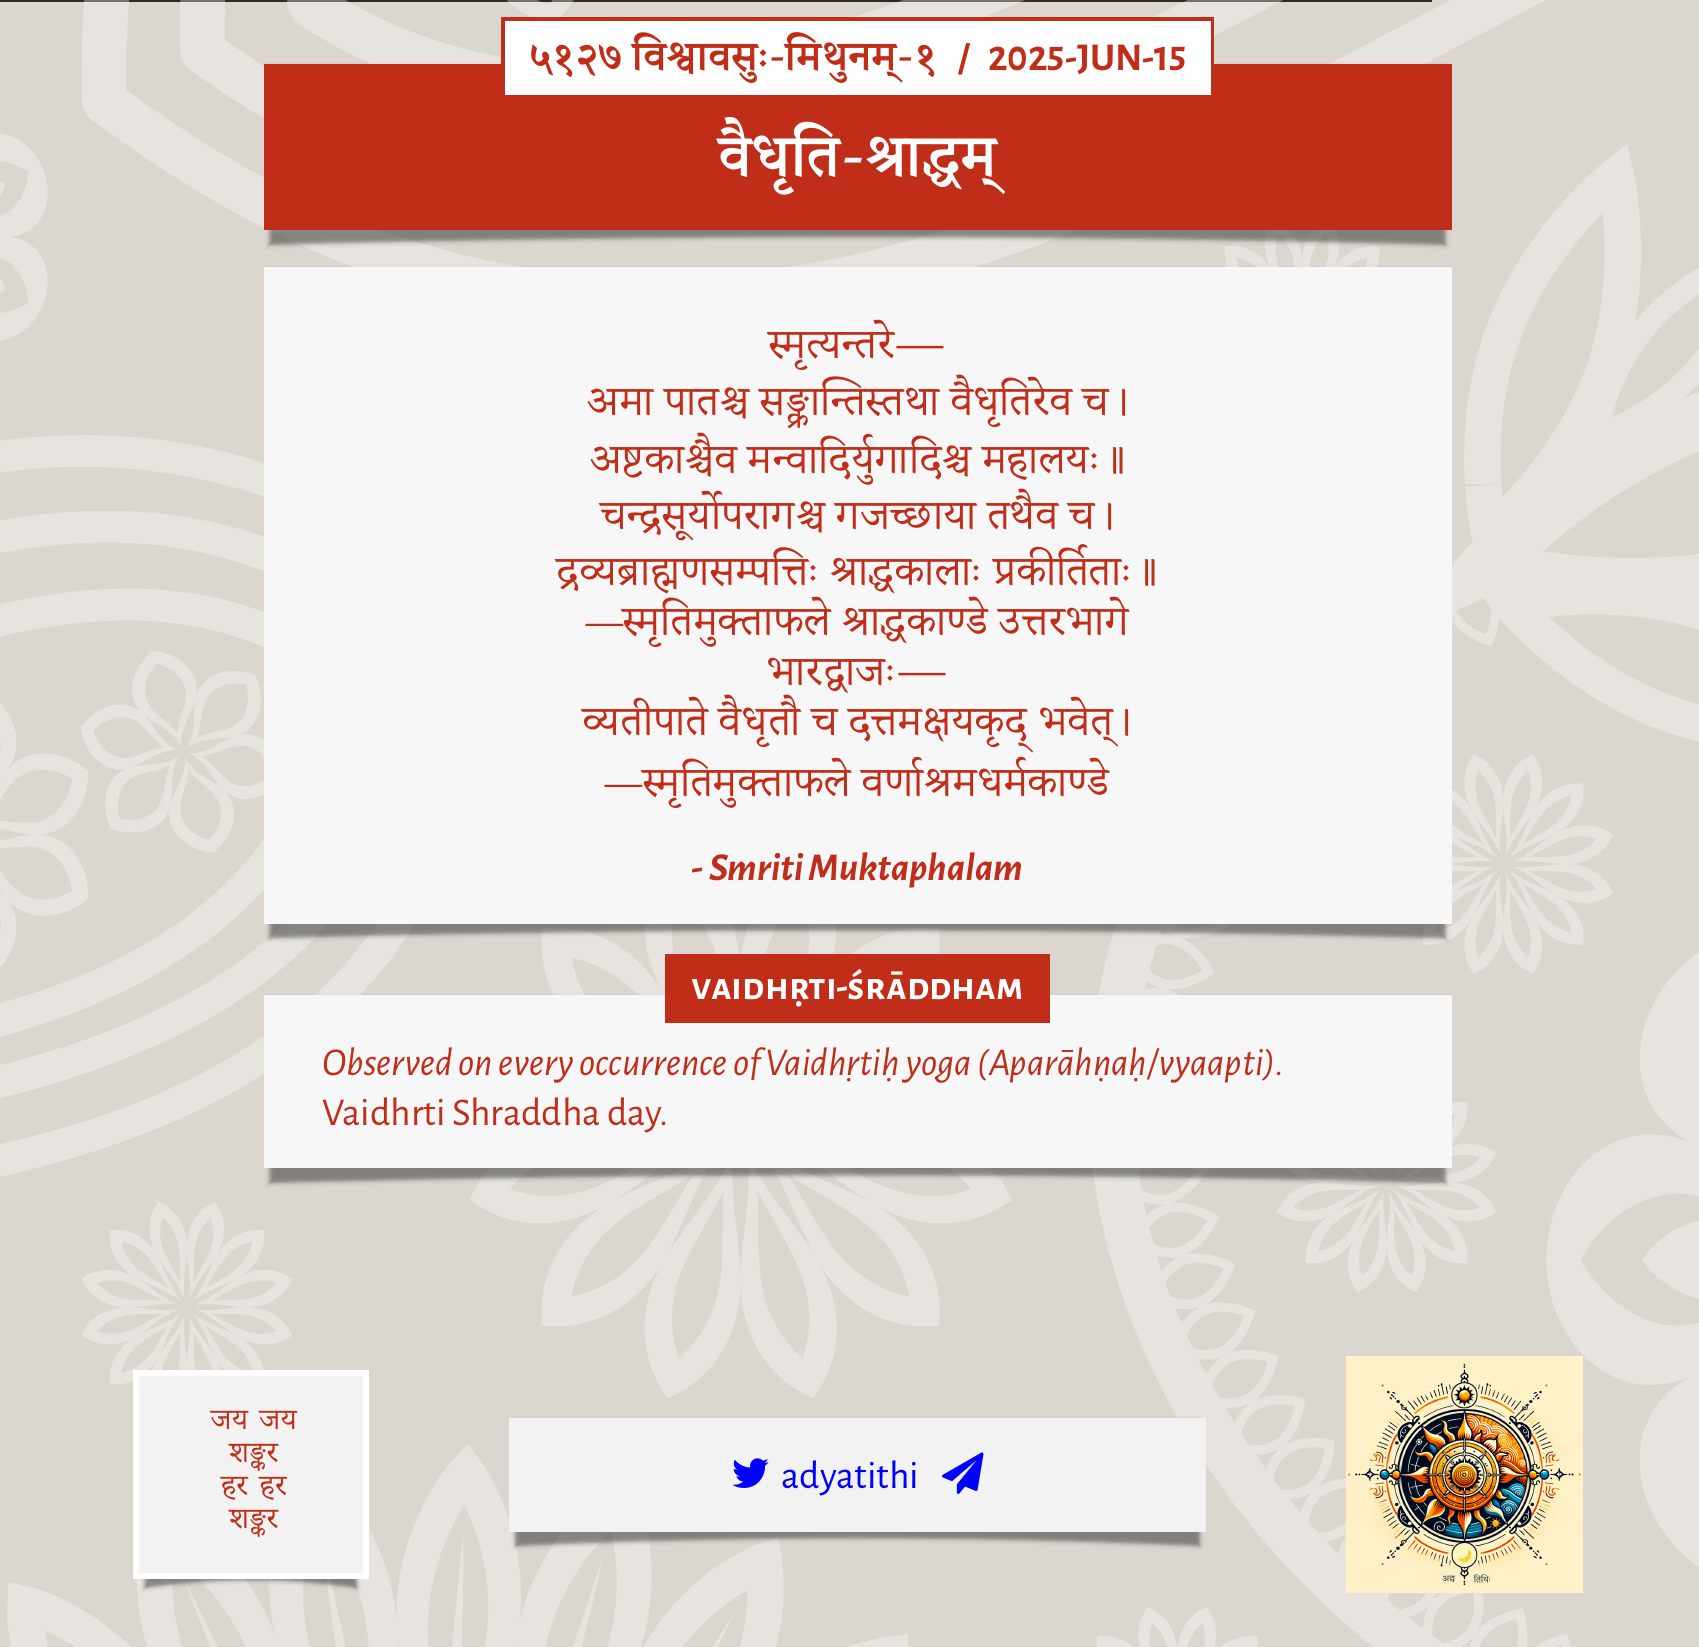 ५१२७ विश्वावसुः-मिथुनम्-१ / 2025-JUN-15
वैधृति-श्राद्धम्
स्मृत्यन्तरे—
अमा पातश्च सङ्क्रान्तिस्तथा वैधृतिरेव च।
अष्टकाश्चैव मन्वादिर्युगादिश्च महालयः॥
चन्द्रसूर्योपरागश्च गजच्छाया तथैव च।
द्रव्यब्राह्मणसम्पत्तिः श्राद्धकालाः प्रकीर्तिताः॥
—स्मृतिमुक्ताफले श्राद्धकाण्डे उत्तरभागे
भारद्वाजः—
व्यतीपाते वैधृतौ च दत्तमक्षयकृद् भवेत्।
—स्मृतिमुक्ताफले वर्णाश्रमधर्मकाण्डे
- Smriti Muktaphalam
VAIDHṚTI-ŚRĀDDHAM
Observed on every occurrence of Vaidhṛtiḥ yoga (Aparāhṇaḥ/vyaapti).
Vaidhrti Shraddha day.
जय जय
शङ्कर
हर हर
शङ्कर
adyatithi
अद्य तिथिः